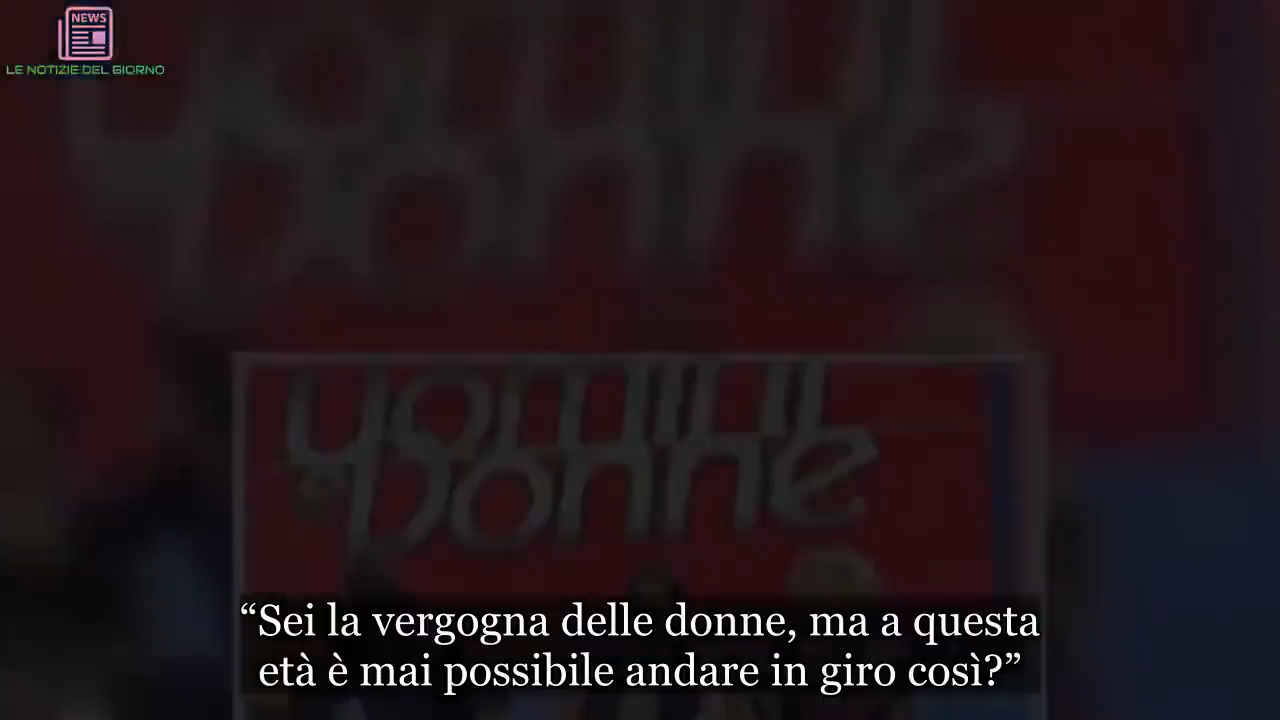 NEWS
LE NOTIZIE DEL GIORNO
uomini
e Donne
uomini
e Donne
“Sei la vergogna delle donne, ma a questa
età è mai possibile andare in giro così?”